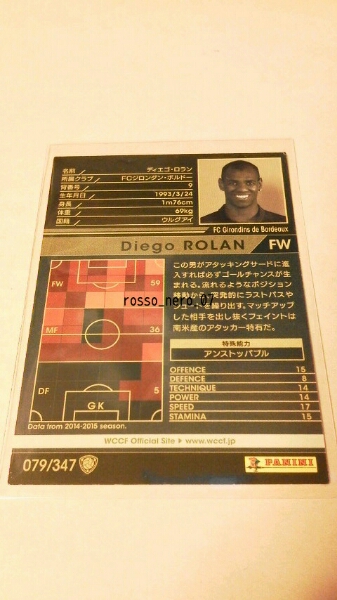 名前 ディエゴ・ロラン
所属クラブ FCジロンダン・ボルドー
背番号 9
生年月日 1993/3/24
身長 1m76cm
体重 69kg
国籍 ウルグアイ
FC Girondins de Bordeaux
Diego ROLAN FW
FW 59
MF 36
DF 5
GK
Data from 2014-2015 season.
rosso_nero_07
この男がアタッキングサードに進
入すれば必ずゴールチャンスが生
まれる。流れるようなポジション
移動から突発的にラストパスや
を繰り出す。マッチアップ
した相手を出し抜くフェイントは
南米産のアタッカー特有だ。
特殊能力
アンストッパブル
OFFENCE 15
DEFENCE 8
TECHNIQUE 14
POWER 14
SPEED 17
STAMINA 15
WCCF Official Site ▶ www.wccf.jp
079/347
PANINI